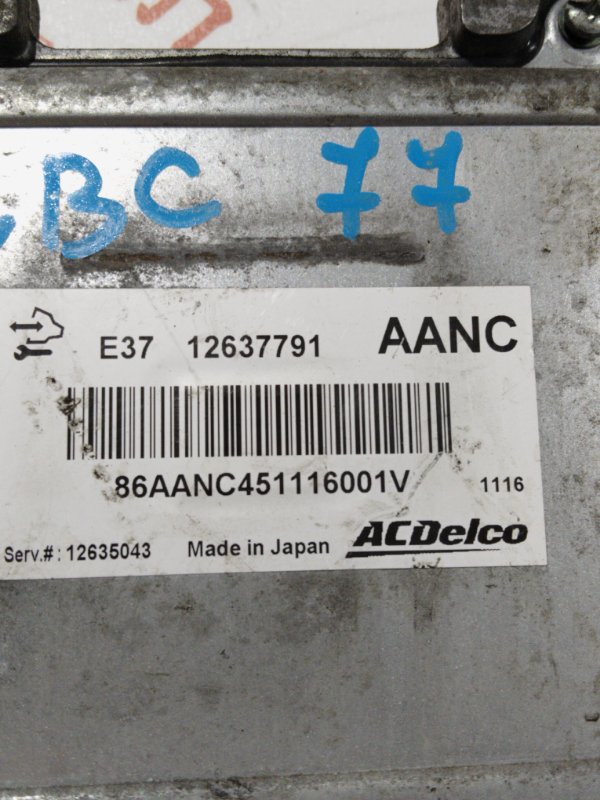 BC 77
E37 12637791 AANC
86AANC451116001V 1116
Serv.#: 12635043 Made in Japan ACDelco